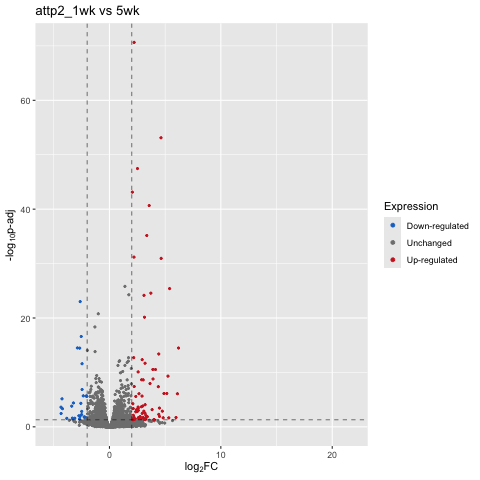 attp2_1wk vs 5wk
60
40
20
0
-log10p-adj
0 10 20
log2FC
Expression
Down-regulated
Unchanged
Up-regulated